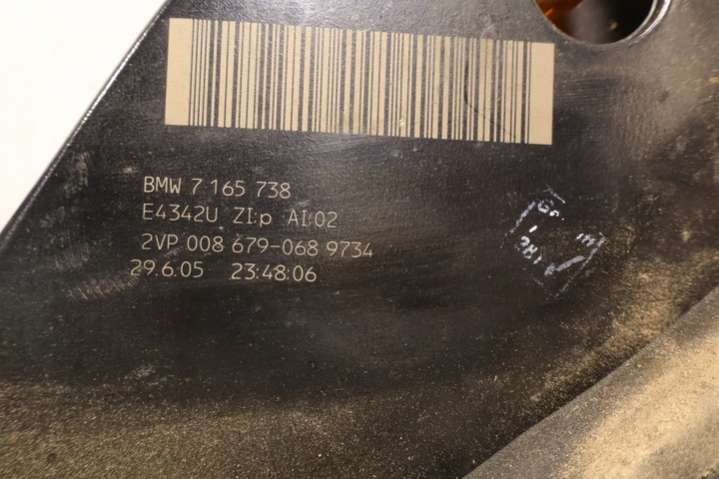 BMW 7 165 738
E4342U ZI:p AI:02
2VP 008 679-068 9734
29.6.05 23:48:06